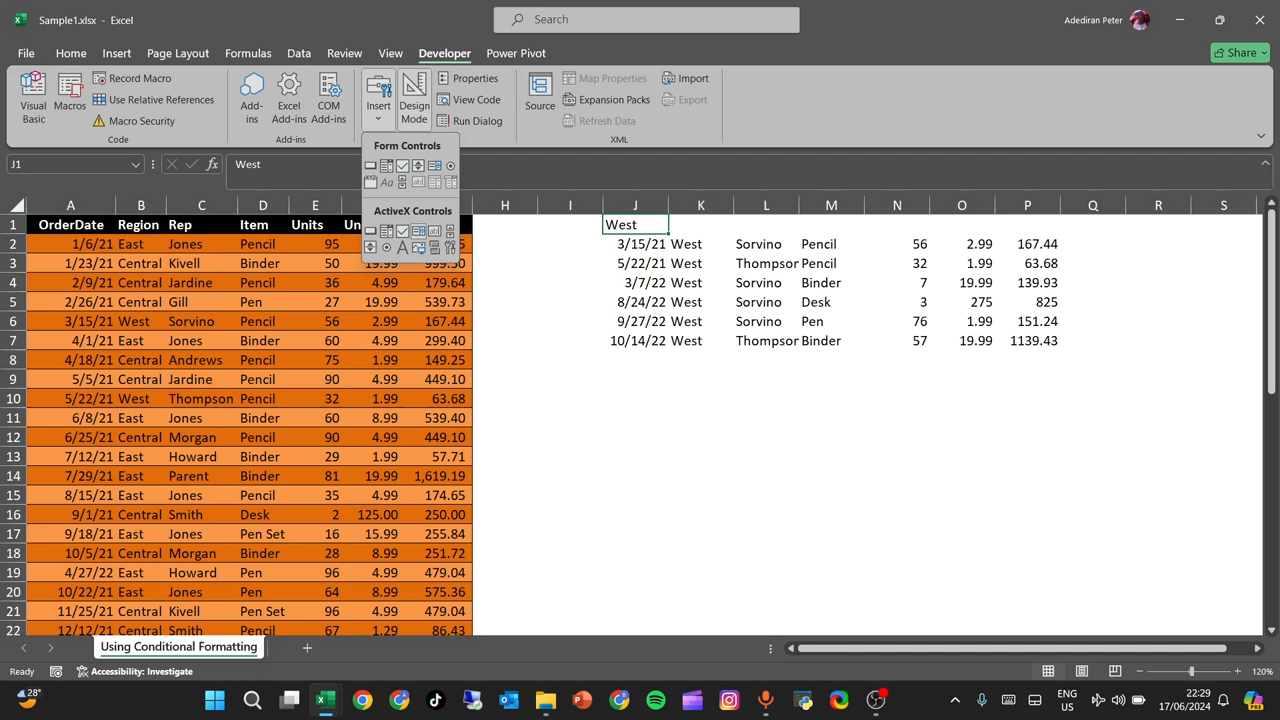 Sample1.xlsx - Excel
Search
Adediran Peter
File Home Insert Page Layout Formulas Data Review View Developer Power Pivot
Share
Visual Basic
Macros
Record Macro
Use Relative References
Macro Security
Code
Add-ins
Excel Add-ins
COM Add-ins
Add-ins
Insert
Design Mode
Properties
View Code
Run Dialog
Source
Map Properties
Expansion Packs
Refresh Data
Import
Export
XML
Form Controls
Aa
ab|
ActiveX Controls
A
J1
fx
West
A B C D E H I J K L M N O P Q R S
1 OrderDate Region Rep Item Units Un West
2 1/6/21 East Jones Pencil 95 3/15/21 West Sorvino Pencil 56 2.99 167.44
3 1/23/21 Central Kivell Binder 50 5/22/21 West Thompsor Pencil 32 1.99 63.68
4 2/9/21 Central Jardine Pencil 36 4.99 179.64 3/7/22 West Sorvino Binder 7 19.99 139.93
5 2/26/21 Central Gill Pen 27 19.99 539.73 8/24/22 West Sorvino Desk 3 275 825
6 3/15/21 West Sorvino Pencil 56 2.99 167.44 9/27/22 West Sorvino Pen 76 1.99 151.24
7 4/1/21 East Jones Binder 60 4.99 299.40 10/14/22 West Thompsor Binder 57 19.99 1139.43
8 4/18/21 Central Andrews Pencil 75 1.99 149.25
9 5/5/21 Central Jardine Pencil 90 4.99 449.10
10 5/22/21 West Thompson Pencil 32 1.99 63.68
11 6/8/21 East Jones Binder 60 8.99 539.40
12 6/25/21 Central Morgan Pencil 90 4.99 449.10
13 7/12/21 East Howard Binder 29 1.99 57.71
14 7/29/21 East Parent Binder 81 19.99 1,619.19
15 8/15/21 East Jones Pencil 35 4.99 174.65
16 9/1/21 Central Smith Desk 2 125.00 250.00
17 9/18/21 East Jones Pen Set 16 15.99 255.84
18 10/5/21 Central Morgan Binder 28 8.99 251.72
19 4/27/22 East Howard Pen 96 4.99 479.04
20 10/22/21 East Jones Pen 64 8.99 575.36
21 11/25/21 Central Kivell Pen Set 96 4.99 479.04
22 12/12/21 Central Smith Pencil 67 1.29 86.43
Using Conditional Formatting
Ready
Accessibility: Investigate
120%
28°
ENG
US
22:29
17/06/2024
PRE